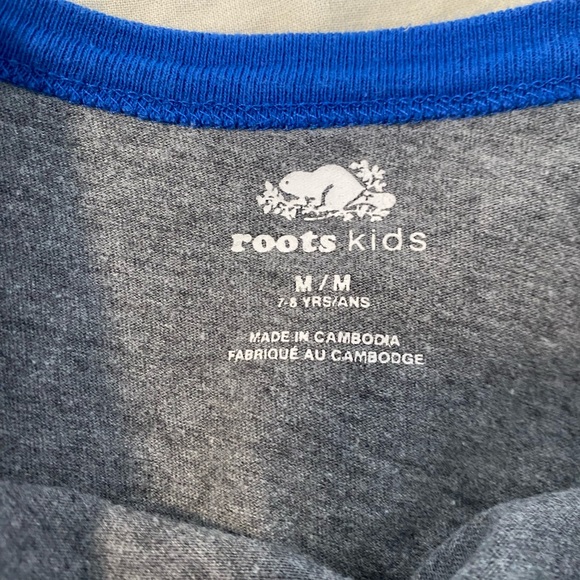 roots kids
M / M
7-8 YRS/ANS
MADE IN CAMBODIA
FABRIQUÉ AU CAMBODGE